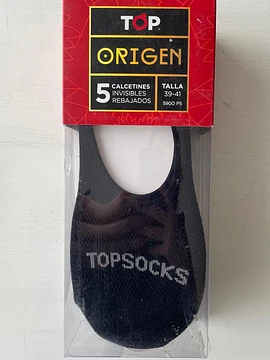 TOP
ORIGEN
5 CALCETINES
INVISIBLES
REBAJADOS
TALLA
39-41
5900 PS
TOPSOCKS